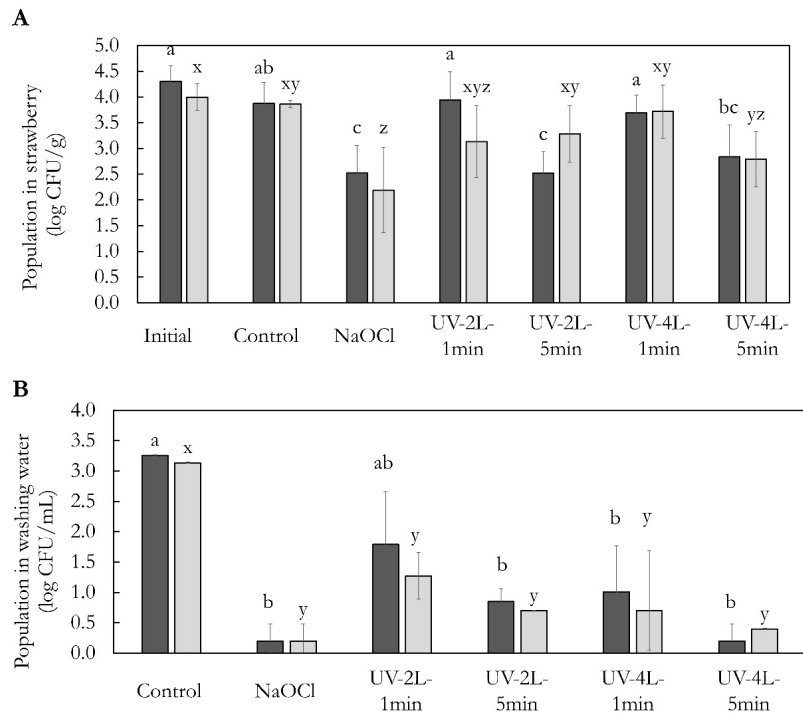 A
Population in strawberry
(log CFU/g)
5.0
4.5
4.0
3.5
3.0
2.5
2.0
1.5
1.0
0.5
0.0
a
x
ab
xy
c
z
a
xyz
c
xy
a
xy
bc
yz
Initial
Control
NaOCl
UV-2L-
1min
UV-2L-
5min
UV-4L-
1min
UV-4L-
5min
B
Population in washing water
(log CFU/mL)
4.0
3.5
3.0
2.5
2.0
1.5
1.0
0.5
0.0
a
x
b
y
ab
y
b
y
b
y
b
y
Control
NaOCl
UV-2L-
1min
UV-2L-
5min
UV-4L-
1min
UV-4L-
5min